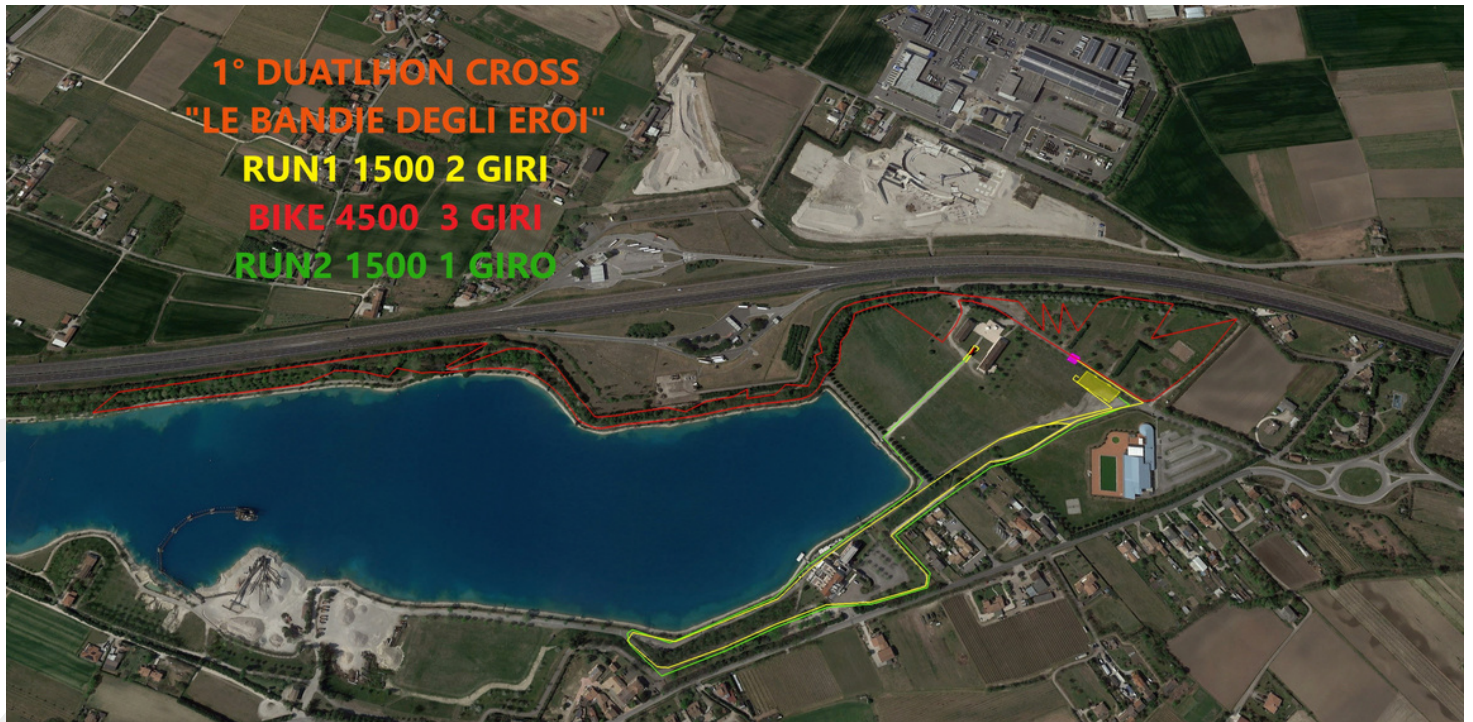 1° DUATLHON CROSS
"LE BANDIE DEGLI EROI"
RUN1 1500 2 GIRI
BIKE 4500 3 GIRI
RUN2 1500 1 GIRO